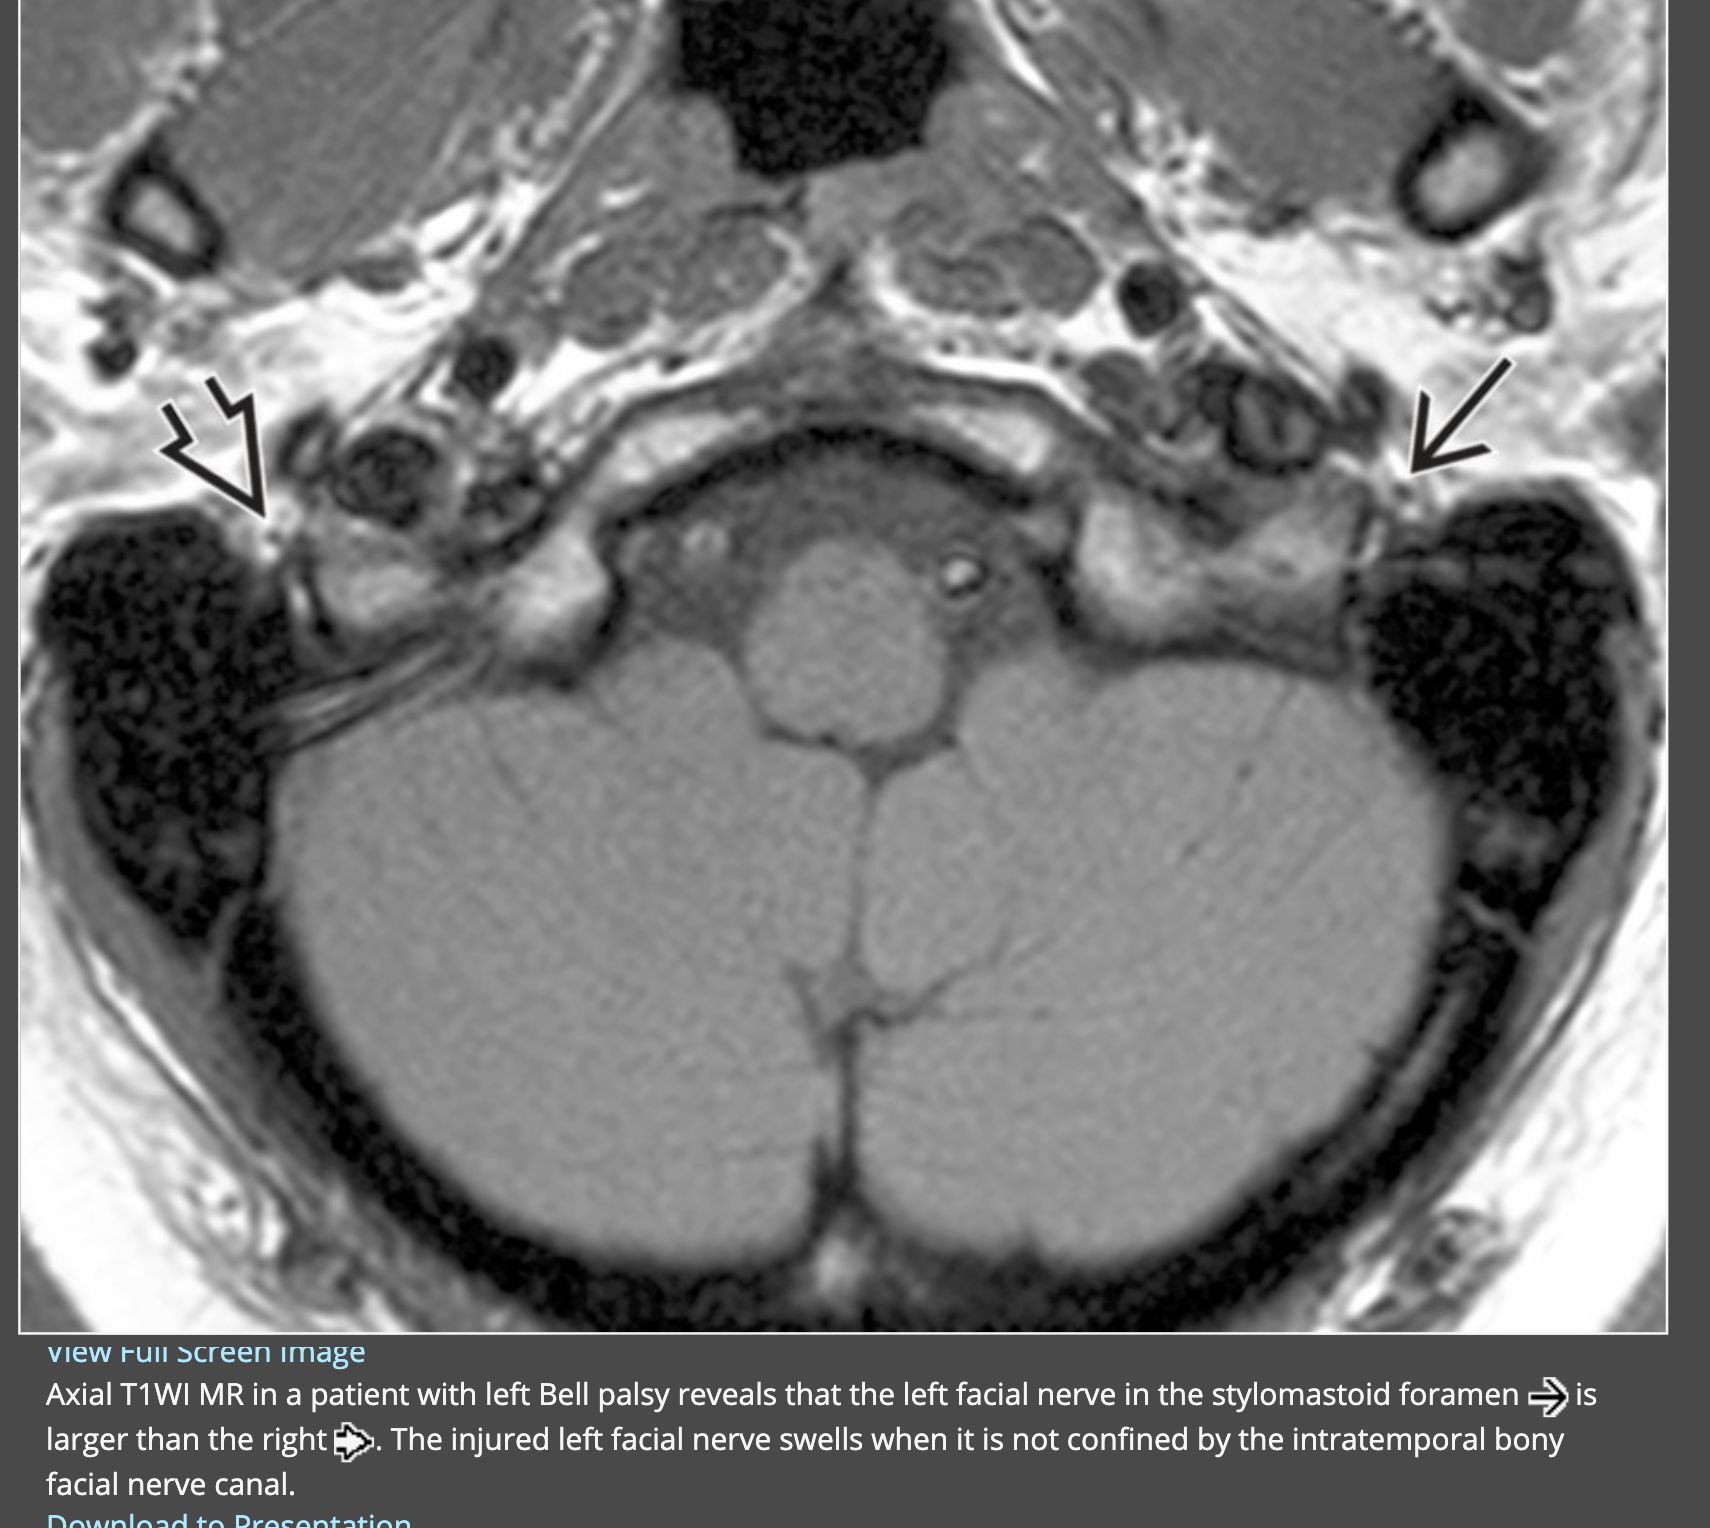 View Full Screen Image
Axial T1WI MR in a patient with left Bell palsy reveals that the left facial nerve in the stylomastoid foramen is
larger than the right . The injured left facial nerve swells when it is not confined by the intratemporal bony
facial nerve canal.
Download to Presentation